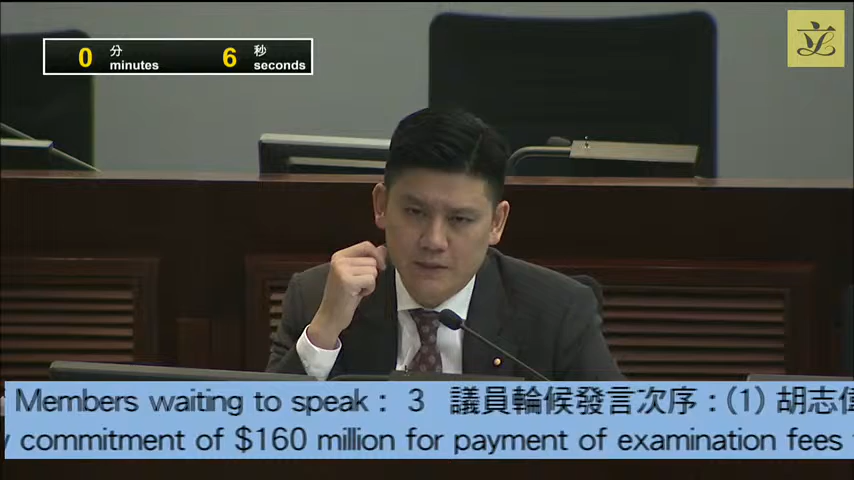 0 分 minutes 6 秒 seconds
Members waiting to speak : 3 議員輪候發言次序 : (1) 胡志偉
commitment of $160 million for payment of examination fees